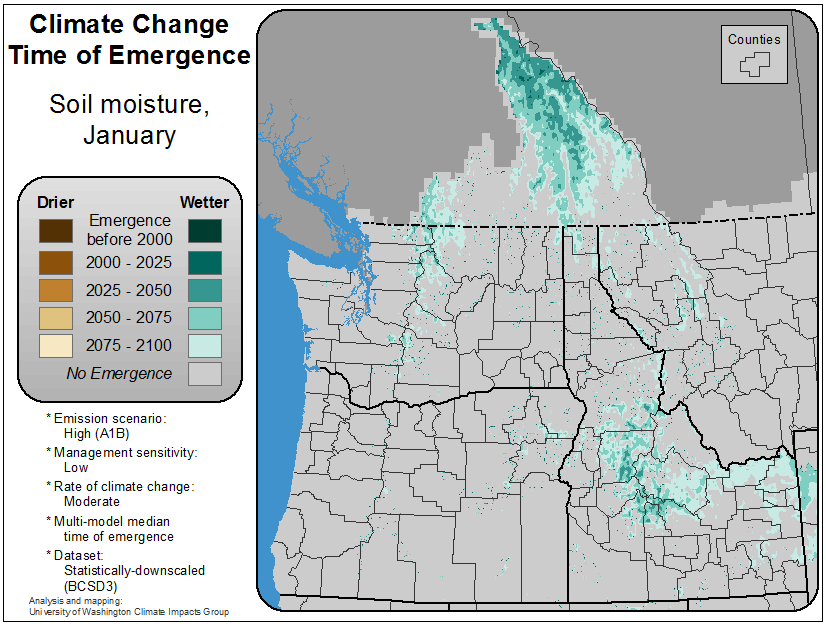 Climate Change
Time of Emergence
Soil moisture,
January
Drier
Wetter
Emergence
before 2000
2000 - 2025
2025 - 2050
2050 - 2075
2075 - 2100
No Emergence
* Emission scenario:
High (A1B)
* Management sensitivity:
Low
* Rate of climate change:
Moderate
* Multi-model median
time of emergence
* Dataset:
Statistically-downscaled
(BCSD3)
Analysis and mapping:
University of Washington Climate Impacts Group
Counties